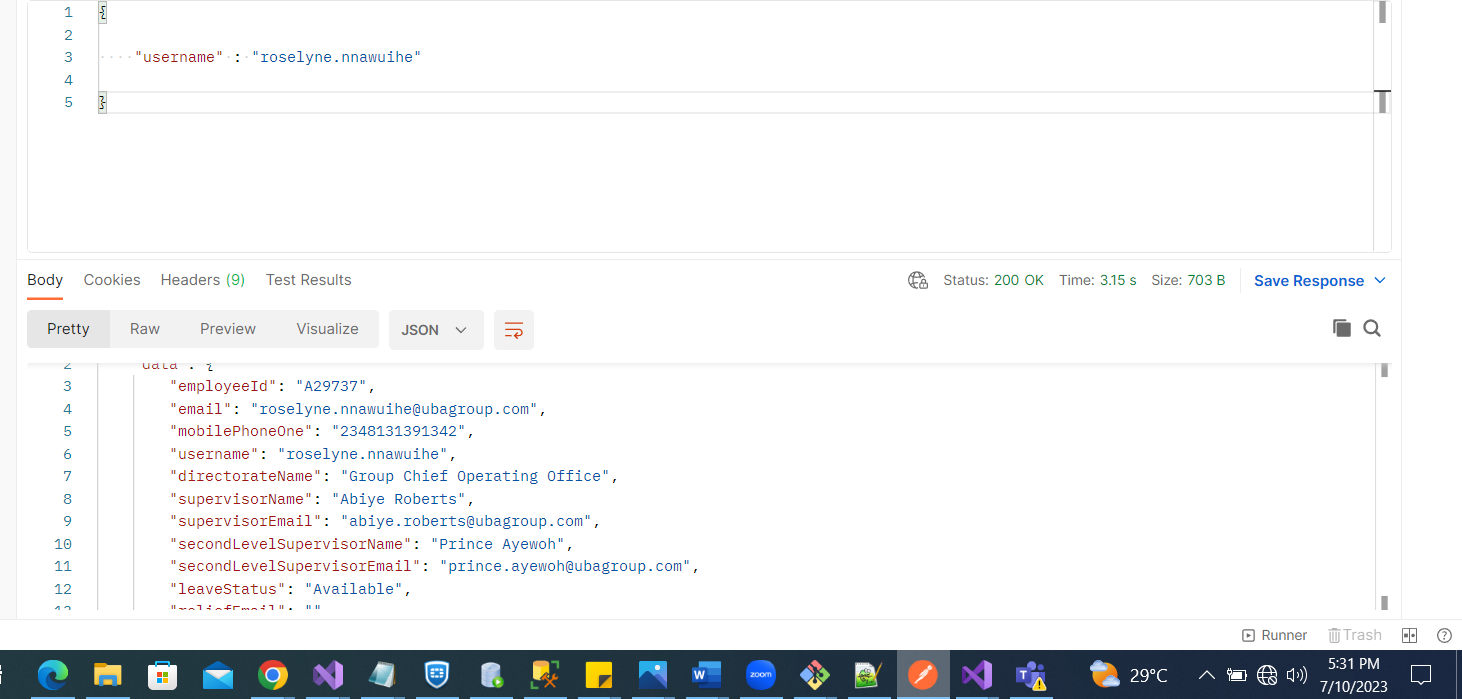 1 {
2
3 "username" : "roselyne.nnawuihe"
4
5 }
Body Cookies Headers (9) Test Results Status: 200 OK Time: 3.15 s Size: 703 B Save Response
Pretty Raw Preview Visualize JSON
2 "data": {
3 "employeeId": "A29737",
4 "email": "roselyne.nnawuihe@ubagroup.com",
5 "mobilePhoneOne": "2348131391342",
6 "username": "roselyne.nnawuihe",
7 "directorateName": "Group Chief Operating Office",
8 "supervisorName": "Abiye Roberts",
9 "supervisorEmail": "abiye.roberts@ubagroup.com",
10 "secondLevelSupervisorName": "Prince Ayewoh",
11 "secondLevelSupervisorEmail": "prince.ayewoh@ubagroup.com",
12 "leaveStatus": "Available",
13 "reliefEmail": ""
Runner Trash
zoom
29°C
5:31 PM
7/10/2023